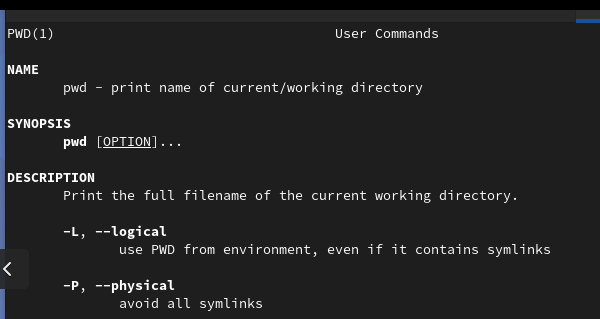 PWD(1) User Commands
NAME
pwd - print name of current/working directory
SYNOPSIS
pwd [OPTION]...
DESCRIPTION
Print the full filename of the current working directory.
-L, --logical
use PWD from environment, even if it contains symlinks
-P, --physical
avoid all symlinks